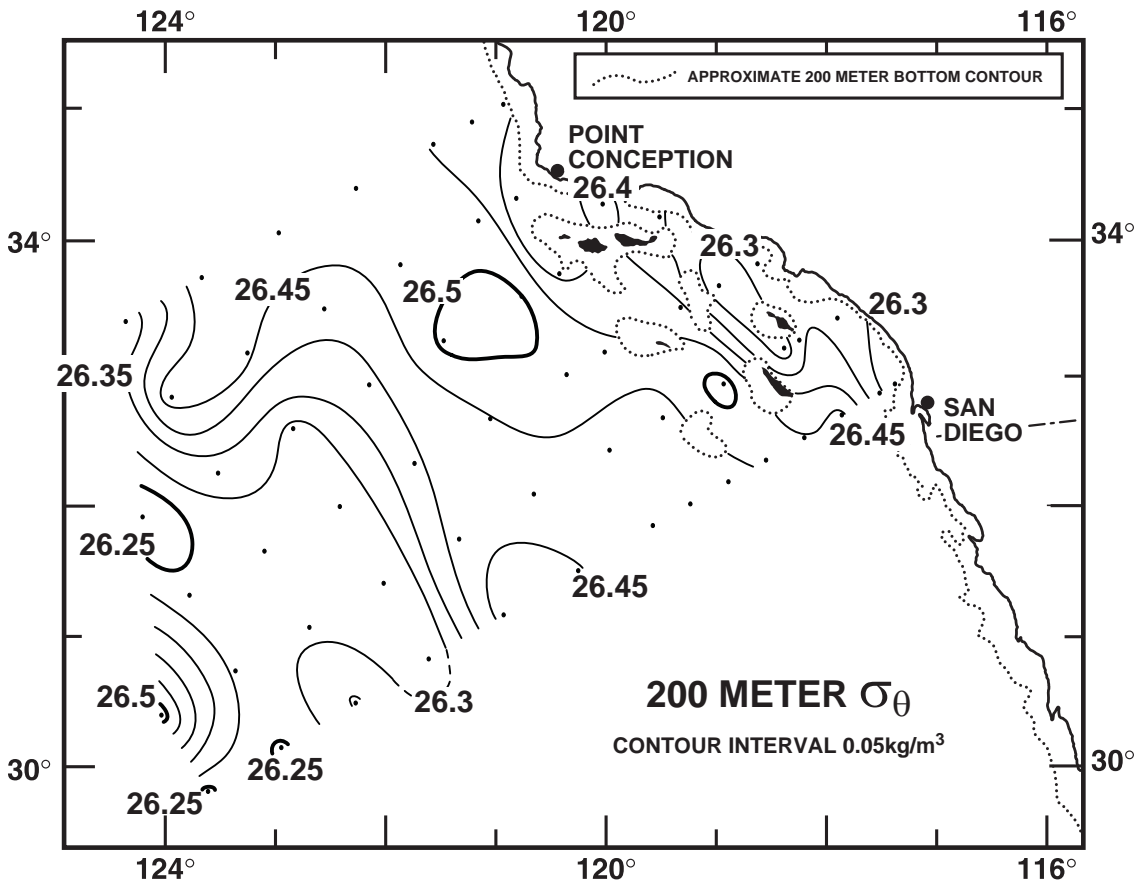 124° 120° 116°
APPROXIMATE 200 METER BOTTOM CONTOUR
POINT
CONCEPTION
26.4
34° 26.3 34°
26.45 26.5
26.3
26.35
SAN
DIEGO
26.45
26.25
26.45
26.5 26.3
200 METER σθ
CONTOUR INTERVAL 0.05kg/m³
26.25
30° 30°
26.25
124° 120° 116°